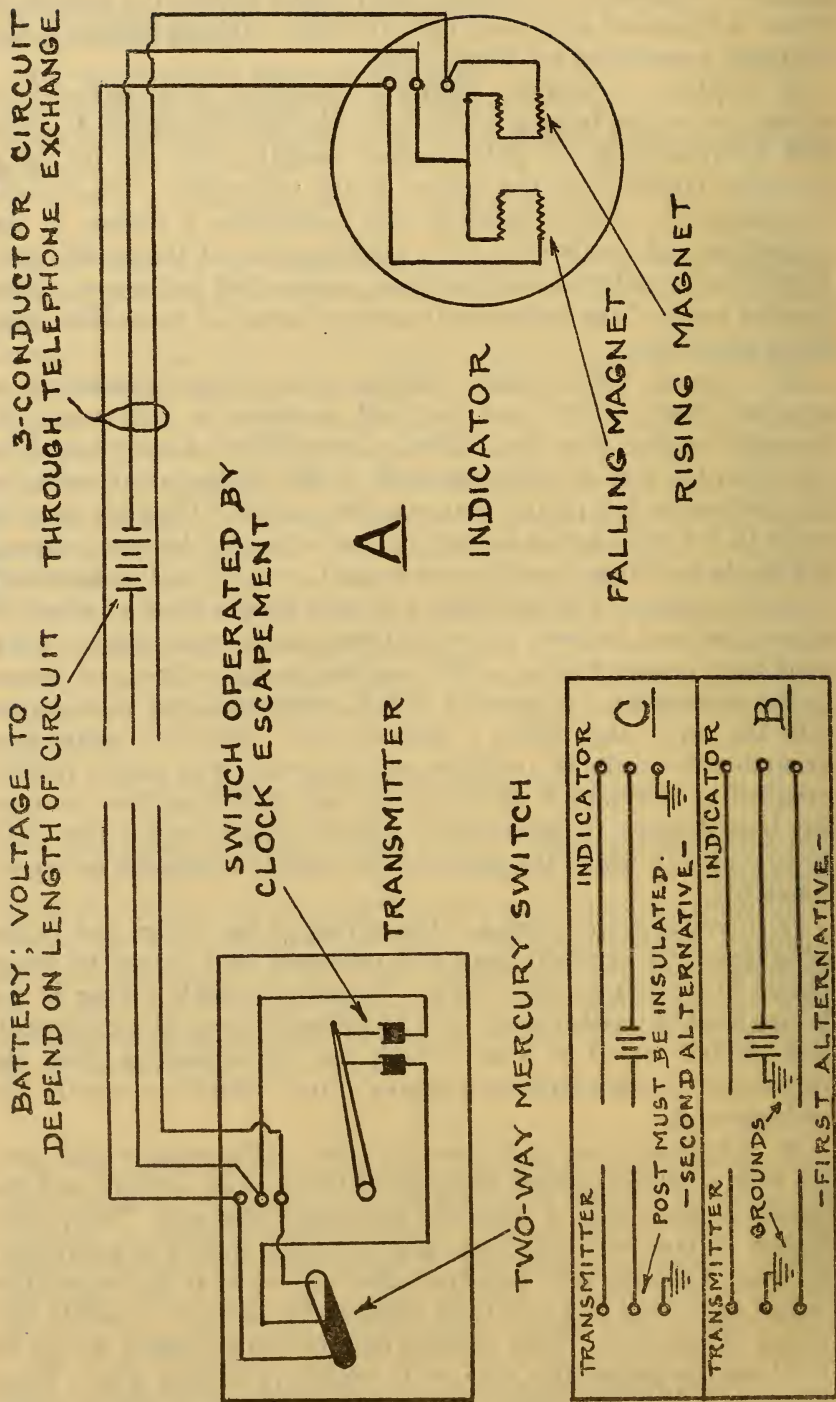 BATTERY; VOLTAGE TO
DEPEND ON LENGTH OF CIRCUIT
3-CONDUCTOR CIRCUIT
THROUGH TELEPHONE EXCHANGE
SWITCH OPERATED BY
CLOCK ESCAPEMENT
TRANSMITTER
A
INDICATOR
TWO-WAY MERCURY SWITCH
FALLING MAGNET
RISING MAGNET
TRANSMITTER
INDICATOR
C
POST MUST BE INSULATED.
-SECOND ALTERNATIVE-
TRANSMITTER
INDICATOR
GROUNDS
B
-FIRST ALTERNATIVE-